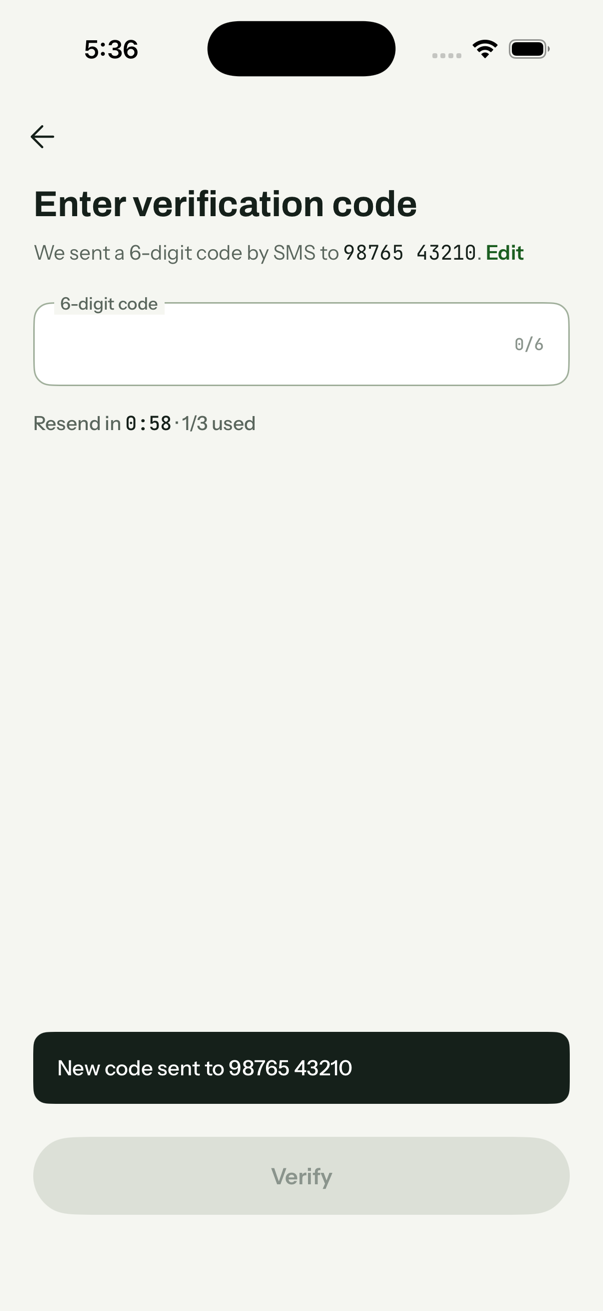 5:36
Enter verification code
We sent a 6-digit code by SMS to 98765 43210. Edit
6-digit code
0/6
Resend in 0:58 · 1/3 used
New code sent to 98765 43210
Verify